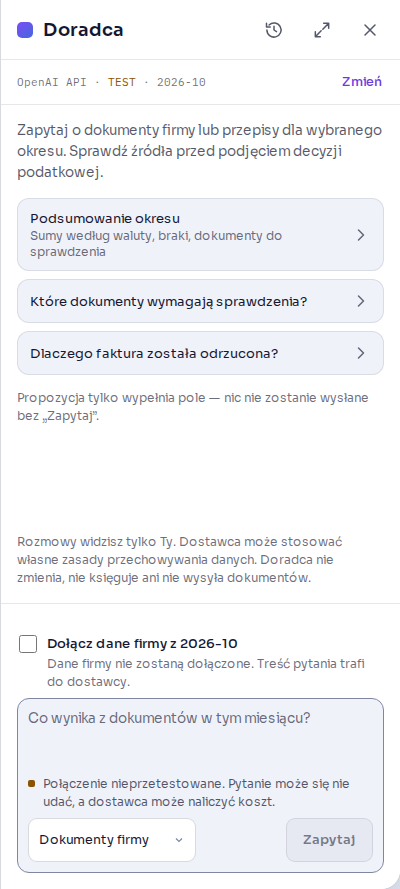 Doradca
OpenAI API · TEST · 2026-10
Zmień
Zapytaj o dokumenty firmy lub przepisy dla wybranego
okresu. Sprawdź źródła przed podjęciem decyzji
podatkowej.
Podsumowanie okresu
Sumy według waluty, braki, dokumenty do
sprawdzenia
Które dokumenty wymagają sprawdzenia?
Dlaczego faktura została odrzucona?
Propozycja tylko wypełnia pole — nic nie zostanie wysłane
bez „Zapytaj”.
Rozmowy widzisz tylko Ty. Dostawca może stosować
własne zasady przechowywania danych. Doradca nie
zmienia, nie księguje ani nie wysyła dokumentów.
Dołącz dane firmy z 2026-10
Dane firmy nie zostaną dołączone. Treść pytania trafi
do dostawcy.
Co wynika z dokumentów w tym miesiącu?
Połączenie nieprzetestowane. Pytanie może się nie
udać, a dostawca może naliczyć koszt.
Dokumenty firmy
Zapytaj